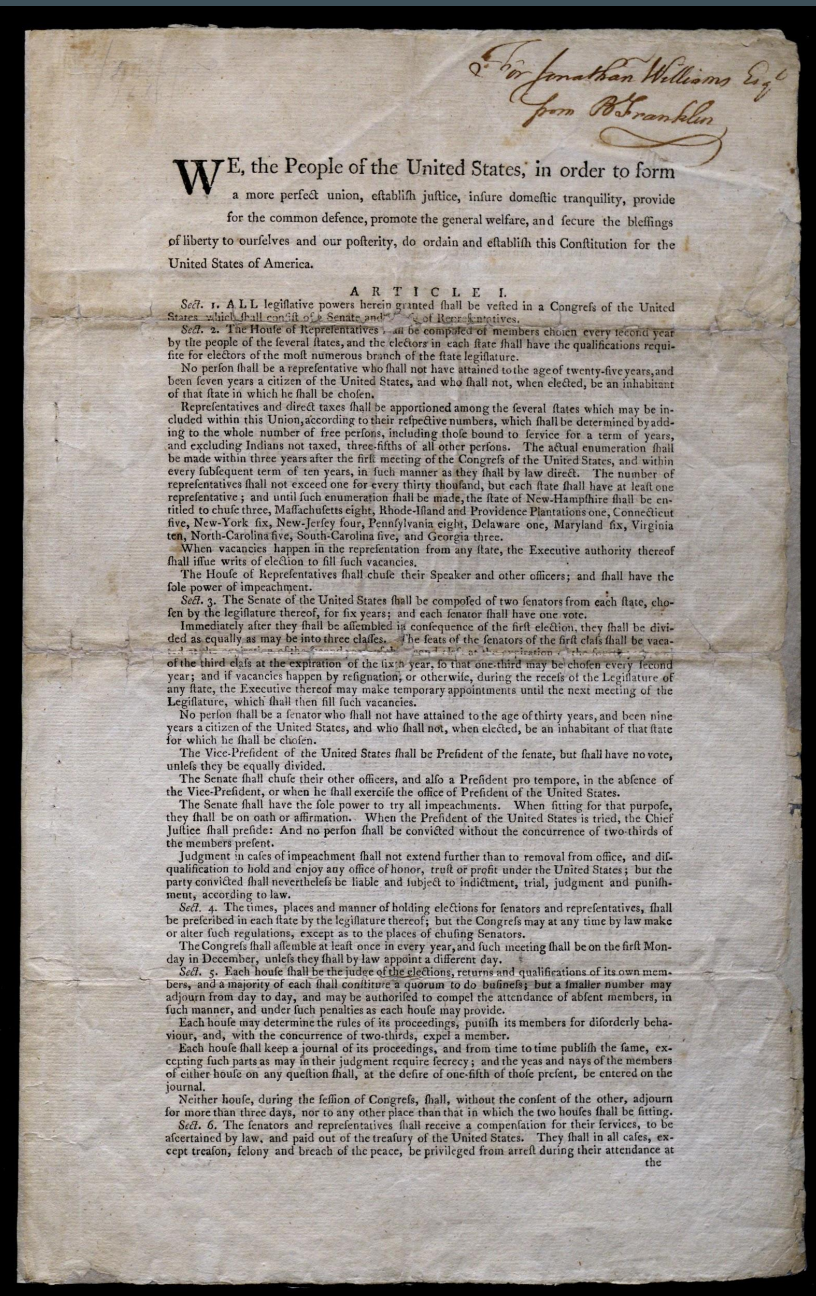 For Jonathan Williams Esqr
from B Franklin
WE, the People of the United States, in order to form
a more perfect union, eſtabliſh juſtice, inſure domeſtic tranquility, provide
for the common defence, promote the general welfare, and ſecure the bleſſings
of liberty to ourſelves and our poſterity, do ordain and eſtabliſh this Conſtitution for the
United States of America.
ARTICLE I.
Sect. 1. ALL legiſlative powers herein granted ſhall be veſted in a Congreſs of the United
States which ſhall conſiſt of a Senate and of Repreſentatives.
Sect. 2. The Houſe of Repreſentatives ſhall be compoſed of members choſen every ſecond year
by the people of the ſeveral ſtates, and the electors in each ſtate ſhall have the qualifications requi-
ſite for electors of the moſt numerous branch of the ſtate legiſlature.
No perſon ſhall be a repreſentative who ſhall not have attained to the age of twenty-five years, and
been ſeven years a citizen of the United States, and who ſhall not, when elected, be an inhabitant
of that ſtate in which he ſhall be choſen.
Repreſentatives and direct taxes ſhall be apportioned among the ſeveral ſtates which may be in-
cluded within this Union, according to their reſpective numbers, which ſhall be determined by add-
ing to the whole number of free perſons, including thoſe bound to ſervice for a term of years,
and excluding Indians not taxed, three-fifths of all other perſons. The actual enumeration ſhall
be made within three years after the firſt meeting of the Congreſs of the United States, and within
every ſubſequent term of ten years, in ſuch manner as they ſhall by law direct. The number of
repreſentatives ſhall not exceed one for every thirty thouſand, but each ſtate ſhall have at leaſt one
repreſentative ; and until ſuch enumeration ſhall be made, the ſtate of New-Hampſhire ſhall be en-
titled to chuſe three, Maſſachuſetts eight, Rhode-Iſland and Providence Plantations one, Connecticut
five, New-York ſix, New-Jerſey four, Pennſylvania eight, Delaware one, Maryland ſix, Virginia
ten, North-Carolina five, South-Carolina five, and Georgia three.
When vacancies happen in the repreſentation from any ſtate, the Executive authority thereof
ſhall iſſue writs of election to fill ſuch vacancies.
The Houſe of Repreſentatives ſhall chuſe their Speaker and other officers; and ſhall have the
ſole power of impeachment.
Sect. 3. The Senate of the United States ſhall be compoſed of two ſenators from each ſtate, cho-
ſen by the legiſlature thereof, for ſix years; and each ſenator ſhall have one vote.
Immediately after they ſhall be aſſembled in conſequence of the firſt election, they ſhall be divi-
ded as equally as may be into three claſſes. The ſeats of the ſenators of the firſt claſs ſhall be vaca-
of the third claſs at the expiration of the ſixth year, ſo that one-third may be choſen every ſecond
year; and if vacancies happen by reſignation, or otherwiſe, during the receſs of the Legiſlature of
any ſtate, the Executive thereof may make temporary appointments until the next meeting of the
Legiſlature, which ſhall then fill ſuch vacancies.
No perſon ſhall be a ſenator who ſhall not have attained to the age of thirty years, and been nine
years a citizen of the United States, and who ſhall not, when elected, be an inhabitant of that ſtate
for which he ſhall be choſen.
The Vice-Preſident of the United States ſhall be Preſident of the ſenate, but ſhall have no vote,
unleſs they be equally divided.
The Senate ſhall chuſe their other officers, and alſo a Preſident pro tempore, in the abſence of
the Vice-Preſident, or when he ſhall exerciſe the office of Preſident of the United States.
The Senate ſhall have the ſole power to try all impeachments. When ſitting for that purpoſe,
they ſhall be on oath or affirmation. When the Preſident of the United States is tried, the Chief
Juſtice ſhall preſide: And no perſon ſhall be convicted without the concurrence of two-thirds of
the members preſent.
Judgment in caſes of impeachment ſhall not extend further than to removal from office, and diſ-
qualification to hold and enjoy any office of honor, truſt or profit under the United States ; but the
party convicted ſhall nevertheleſs be liable and ſubject to indictment, trial, judgment and puniſh-
ment, according to law.
Sect. 4. The times, places and manner of holding elections for ſenators and repreſentatives, ſhall
be preſcribed in each ſtate by the legiſlature thereof; but the Congreſs may at any time by law make
or alter ſuch regulations, except as to the places of chuſing Senators.
The Congreſs ſhall aſſemble at leaſt once in every year, and ſuch meeting ſhall be on the firſt Mon-
day in December, unleſs they ſhall by law appoint a different day.
Sect. 5. Each houſe ſhall be the judge of the elections, returns and qualifications of its own mem-
bers, and a majority of each ſhall conſtitute a quorum to do buſineſs; but a ſmaller number may
adjourn from day to day, and may be authoriſed to compel the attendance of abſent members, in
ſuch manner, and under ſuch penalties as each houſe may provide.
Each houſe may determine the rules of its proceedings, puniſh its members for diſorderly beha-
viour, and, with the concurrence of two-thirds, expel a member.
Each houſe ſhall keep a journal of its proceedings, and from time to time publiſh the ſame, ex-
cepting ſuch parts as may in their judgment require ſecrecy ; and the yeas and nays of the members
of either houſe on any queſtion ſhall, at the deſire of one-fifth of thoſe preſent, be entered on the
journal.
Neither houſe, during the ſeſſion of Congreſs, ſhall, without the conſent of the other, adjourn
for more than three days, nor to any other place than that in which the two houſes ſhall be ſitting.
Sect. 6. The ſenators and repreſentatives ſhall receive a compenſation for their ſervices, to be
aſcertained by law, and paid out of the treaſury of the United States. They ſhall in all caſes, ex-
cept treaſon, felony and breach of the peace, be privileged from arreſt during their attendance at
the